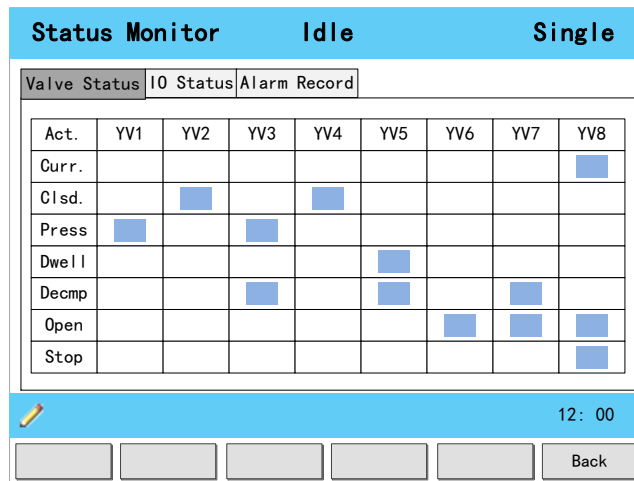 Status Monitor Idle Single
Valve Status IO Status Alarm Record
Act. YV1 YV2 YV3 YV4 YV5 YV6 YV7 YV8
Curr.
Clsd.
Press
Dwell
Decmp
Open
Stop
12: 00
Back